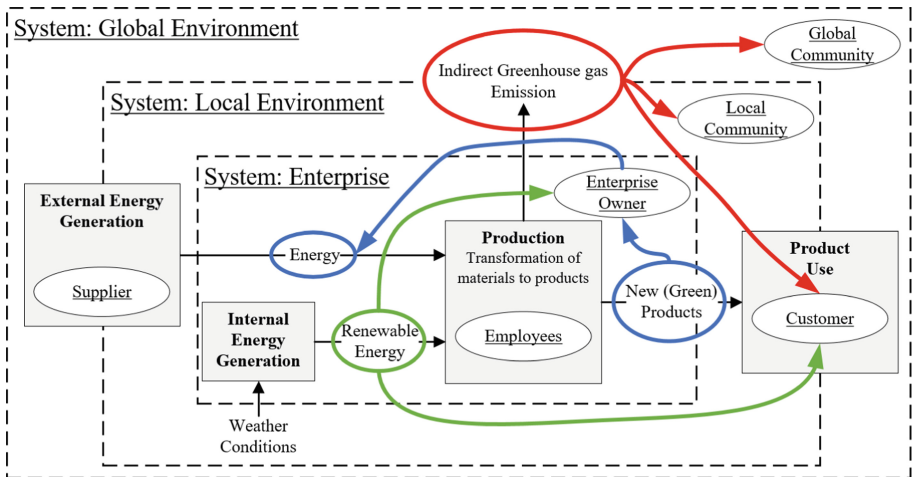 System: Global Environment
Global
Community
Indirect Greenhouse gas
Emission
System: Local Environment
Local
Community
System: Enterprise
Enterprise
Owner
External Energy
Generation
Supplier
Energy
Production
Transformation of
materials to products
Employees
New (Green)
Products
Product
Use
Customer
Internal
Energy
Generation
Renewable
Energy
Weather
Conditions